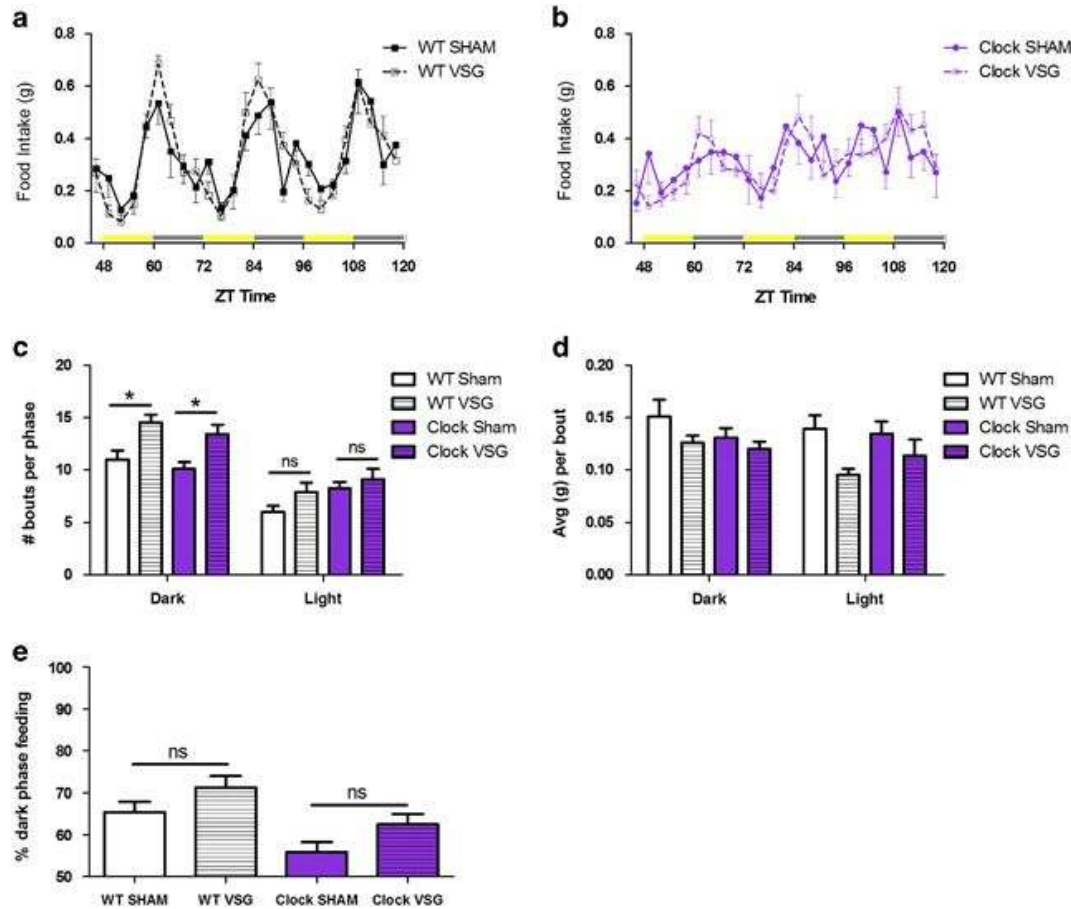 a
0.8
0.6
0.4
0.2
0.0
Food Intake (g)
WT SHAM
WT VSG
48 60 72 84 96 108 120
ZT Time
b
0.8
0.6
0.4
0.2
0.0
Food Intake (g)
Clock SHAM
Clock VSG
48 60 72 84 96 108 120
ZT Time
c
20
15
10
5
0
# bouts per phase
* *
ns ns
Dark Light
WT Sham
WT VSG
Clock Sham
Clock VSG
d
0.20
0.15
0.10
0.05
0.00
Avg (g) per bout
Dark Light
WT Sham
WT VSG
Clock Sham
Clock VSG
e
100
90
80
70
60
50
% dark phase feeding
ns
ns
WT SHAM WT VSG Clock SHAM Clock VSG